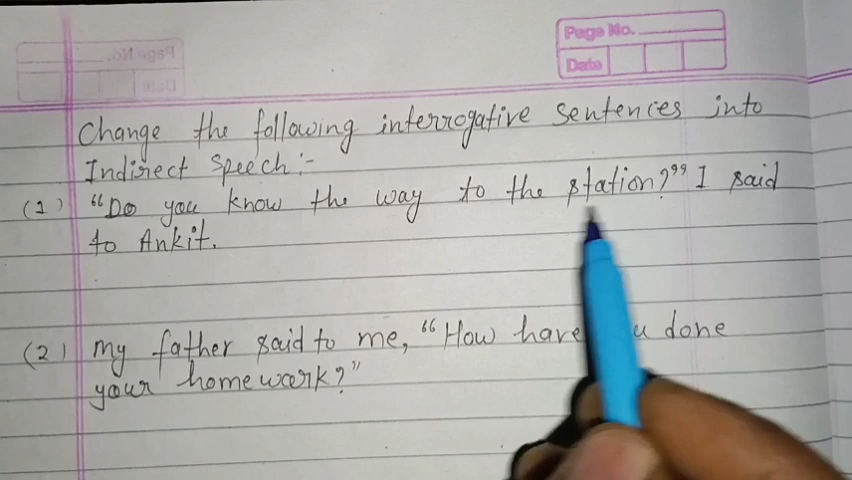 Page No.
Date
Change the following interrogative sentences into
Indirect speech:-
(1) "Do you know the way to the station?" I said
to Ankit.
(2) My father said to me, "How have done
your homework?"